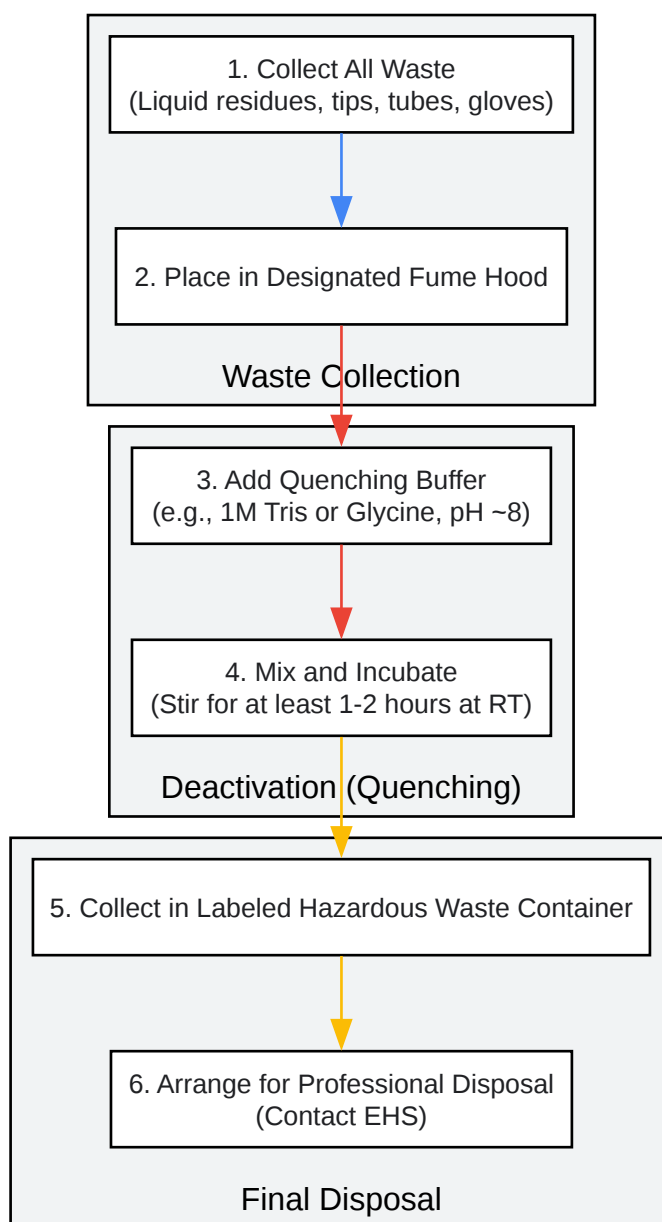 1. Collect All Waste
(Liquid residues, tips, tubes, gloves)
2. Place in Designated Fume Hood
Waste Collection
3. Add Quenching Buffer
(e.g., 1M Tris or Glycine, pH ~8)
4. Mix and Incubate
(Stir for at least 1-2 hours at RT)
Deactivation (Quenching)
5. Collect in Labeled Hazardous Waste Container
6. Arrange for Professional Disposal
(Contact EHS)
Final Disposal